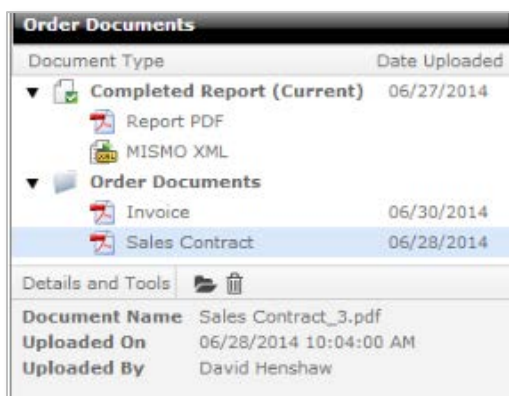 Order Documents
Document Type Date Uploaded
Completed Report (Current) 06/27/2014
Report PDF
MISMO XML
Order Documents
Invoice 06/30/2014
Sales Contract 06/28/2014
Details and Tools
Document Name Sales Contract_3.pdf
Uploaded On 06/28/2014 10:04:00 AM
Uploaded By David Henshaw